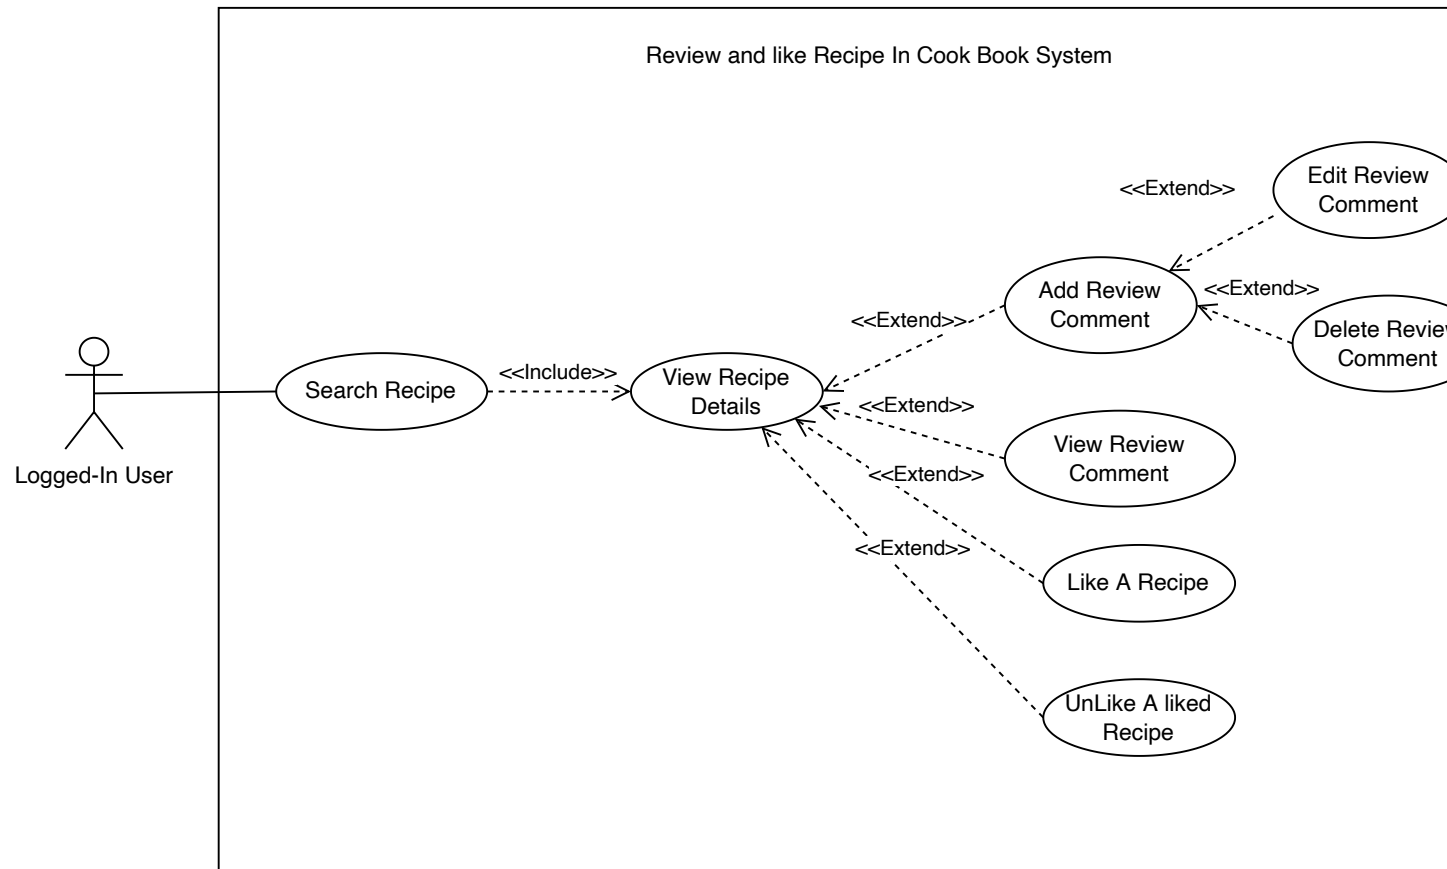 Review and like Recipe In Cook Book System
Edit Review
Comment
<<Extend>>
Add Review
Comment
<<Extend>>
Delete Review
Comment
<<Extend>>
Search Recipe
<<Include>>
View Recipe
Details
<<Extend>>
View Review
Comment
Logged-In User
<<Extend>>
<<Extend>>
Like A Recipe
UnLike A liked
Recipe